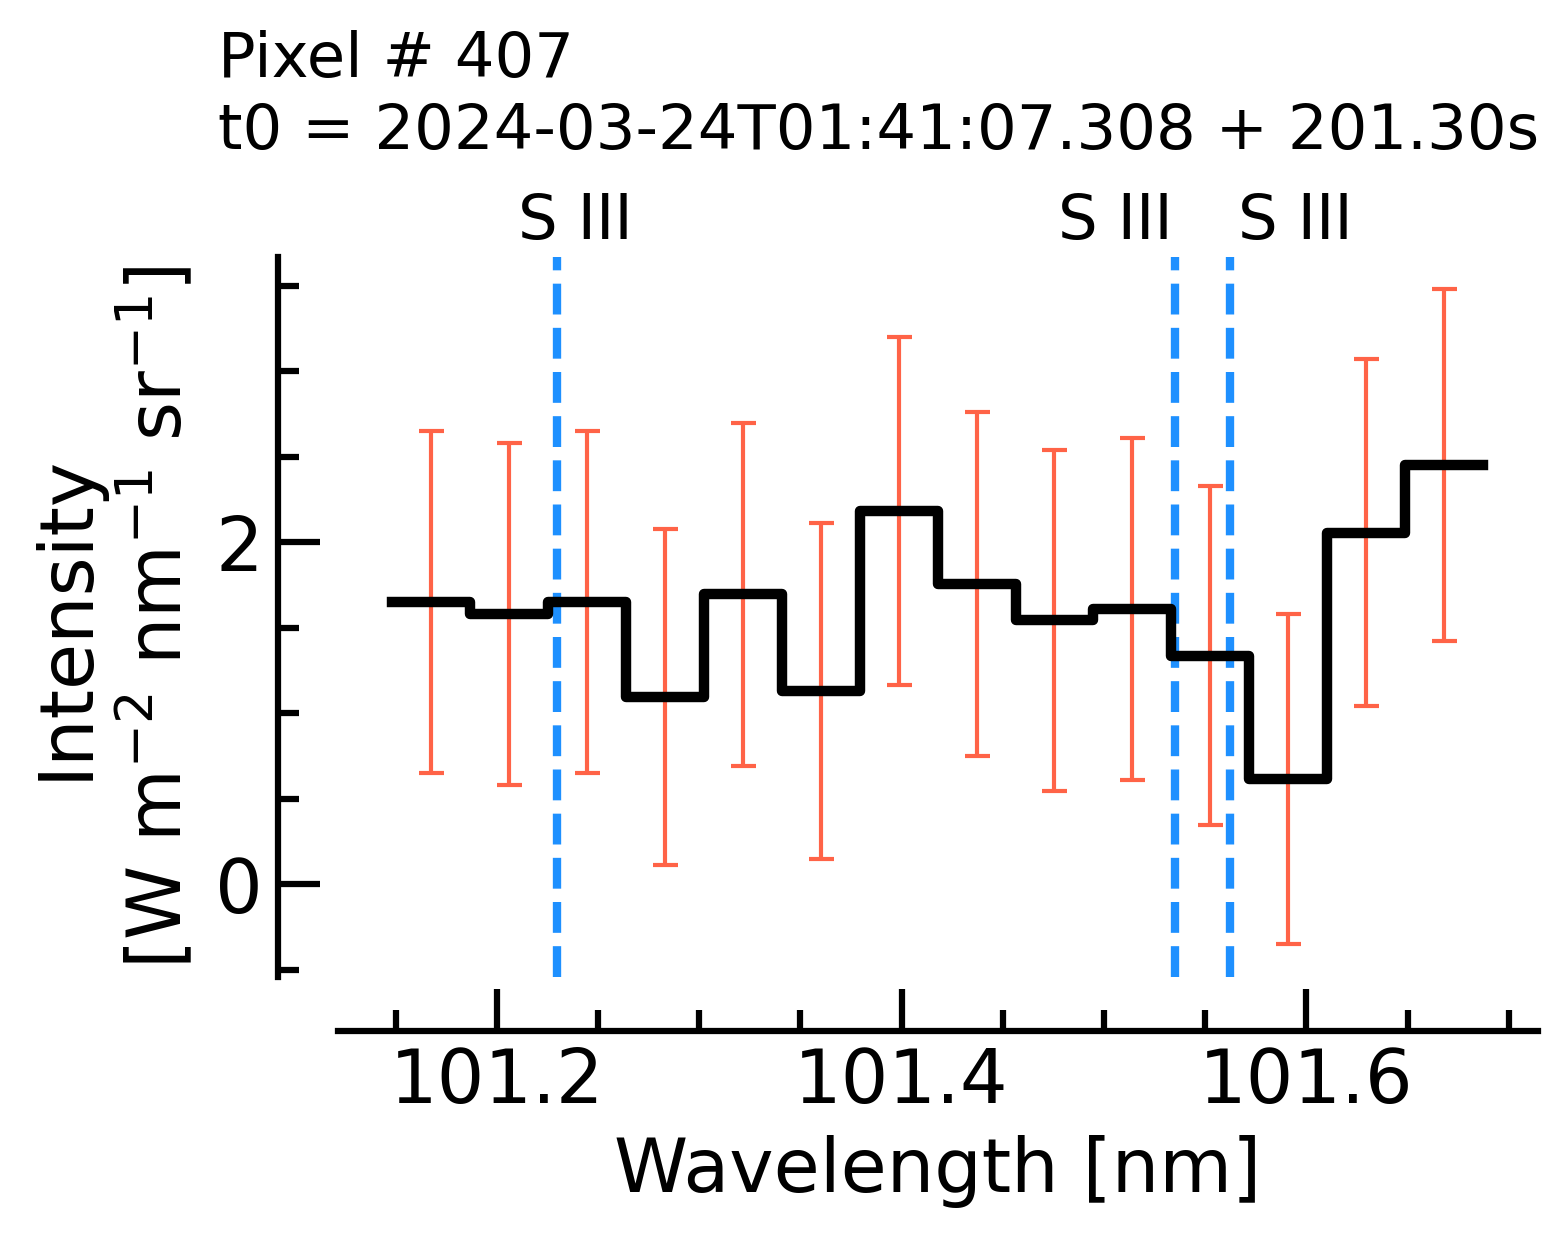 Pixel # 407
t0 = 2024-03-24T01:41:07.308 + 201.30s
S III S III S III
Intensity
[W m⁻² nm⁻¹ sr⁻¹]
2
0
101.2 101.4 101.6
Wavelength [nm]